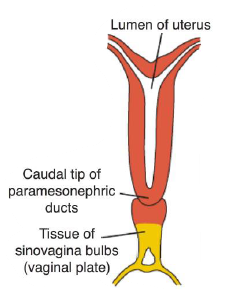 Lumen of uterus
Caudal tip of
paramesonephric
ducts
Tissue of
sinovagina bulbs
(vaginal plate)